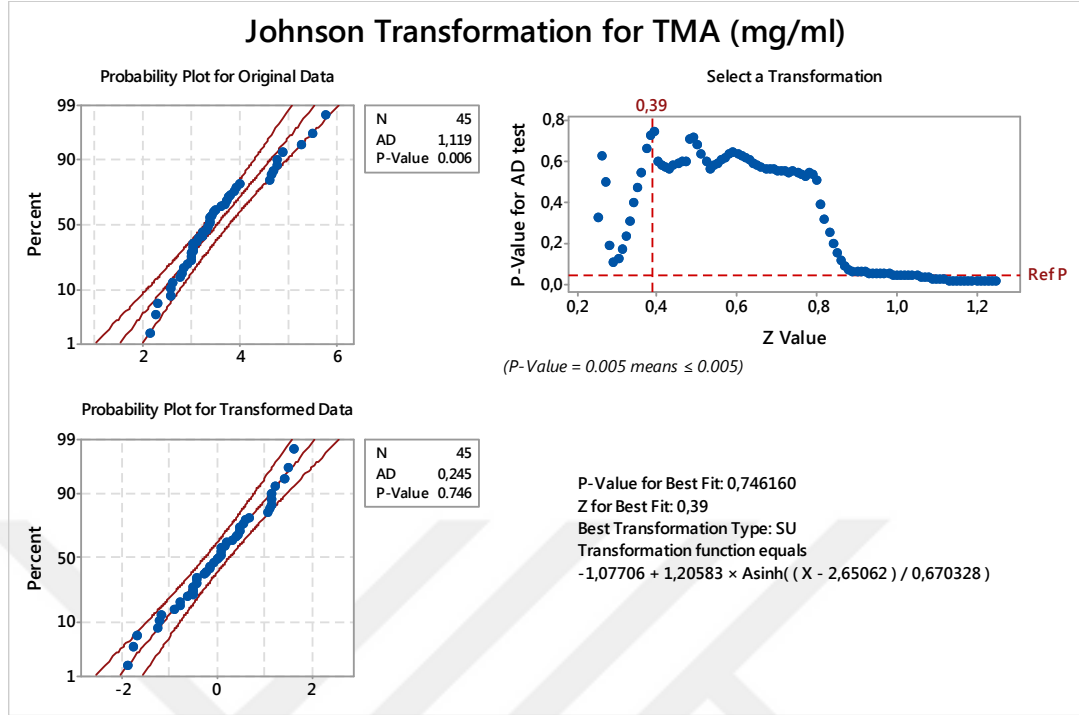 Johnson Transformation for TMA (mg/ml)
Probability Plot for Original Data
99
90
50
10
1
Percent
2
4
6
N 45
AD 1,119
P-Value 0.006
Select a Transformation
0,39
0,8
0,6
0,4
0,2
0,0
P-Value for AD test
Ref P
0,2
0,4
0,6
0,8
1,0
1,2
Z Value
(P-Value = 0.005 means ≤ 0.005)
Probability Plot for Transformed Data
99
90
50
10
1
Percent
-2
0
2
N 45
AD 0,245
P-Value 0.746
P-Value for Best Fit: 0,746160
Z for Best Fit: 0,39
Best Transformation Type: SU
Transformation function equals
-1,07706 + 1,20583 × Asinh( ( X - 2,65062 ) / 0,670328 )